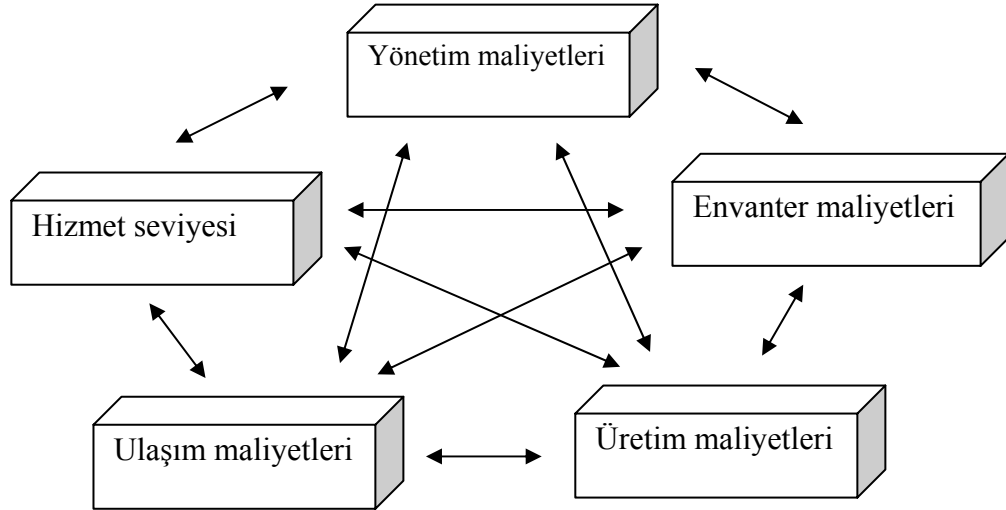 Yönetim maliyetleri
Hizmet seviyesi
Envanter maliyetleri
Ulaşım maliyetleri
Üretim maliyetleri